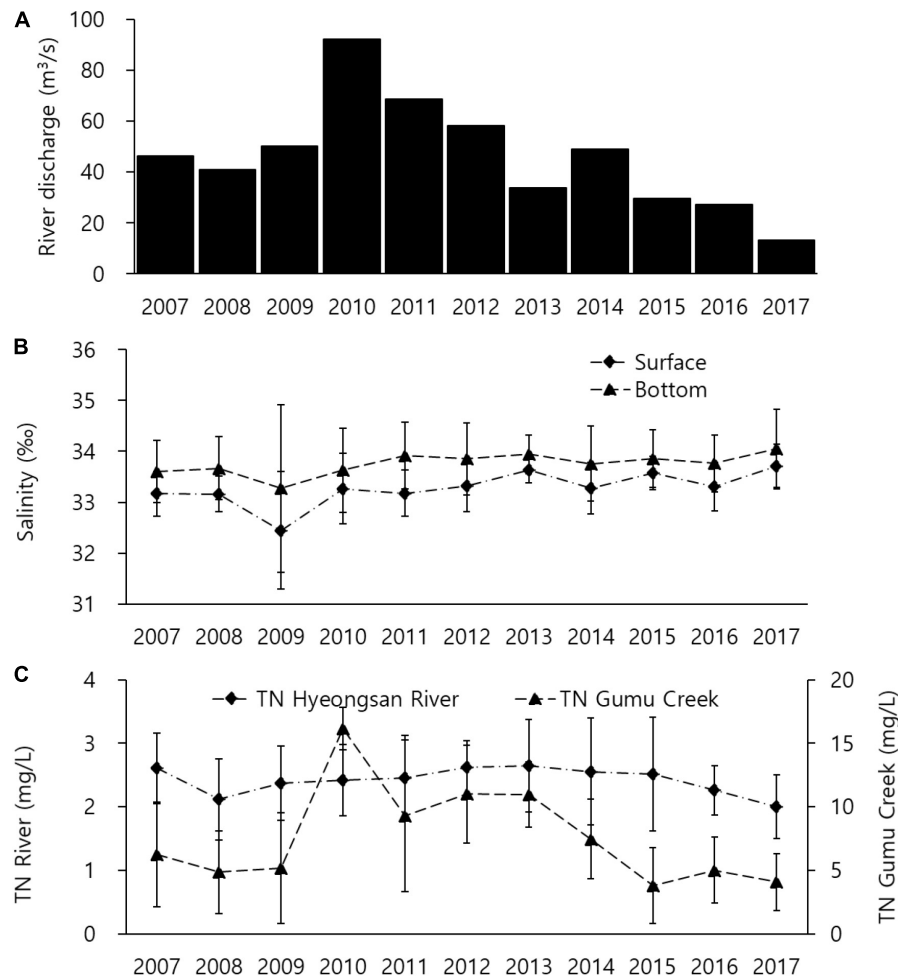 A
River discharge (m³/s)
100
80
60
40
20
0
2007 2008 2009 2010 2011 2012 2013 2014 2015 2016 2017
B
Salinity (‰)
36
35
34
33
32
31
Surface
Bottom
2007 2008 2009 2010 2011 2012 2013 2014 2015 2016 2017
C
TN River (mg/L)
4
3
2
1
0
TN Hyeongsan River
TN Gumu Creek
20
15
10
5
0
TN Gumu Creek (mg/L)
2007 2008 2009 2010 2011 2012 2013 2014 2015 2016 2017